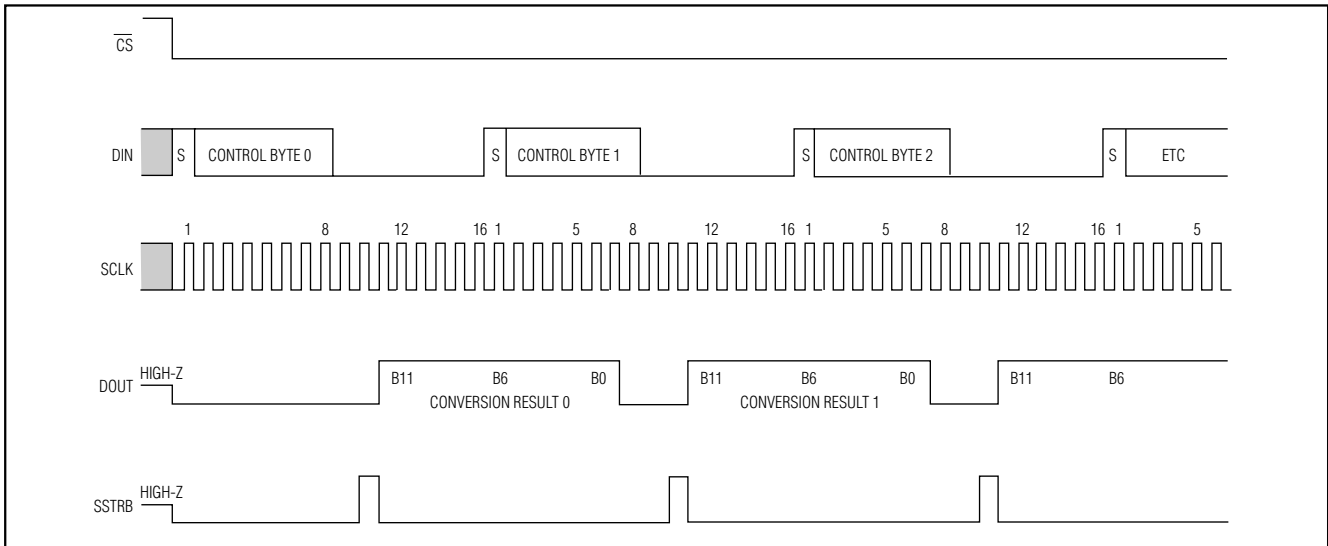 CS
DIN S CONTROL BYTE 0 S CONTROL BYTE 1 S CONTROL BYTE 2 S ETC
1 8 12 16 1 5 8 12 16 1 5 8 12 16 1 5
SCLK
HIGH-Z
DOUT B11 B6 B0 B11 B6 B0 B11 B6
CONVERSION RESULT 0 CONVERSION RESULT 1
HIGH-Z
SSTRB